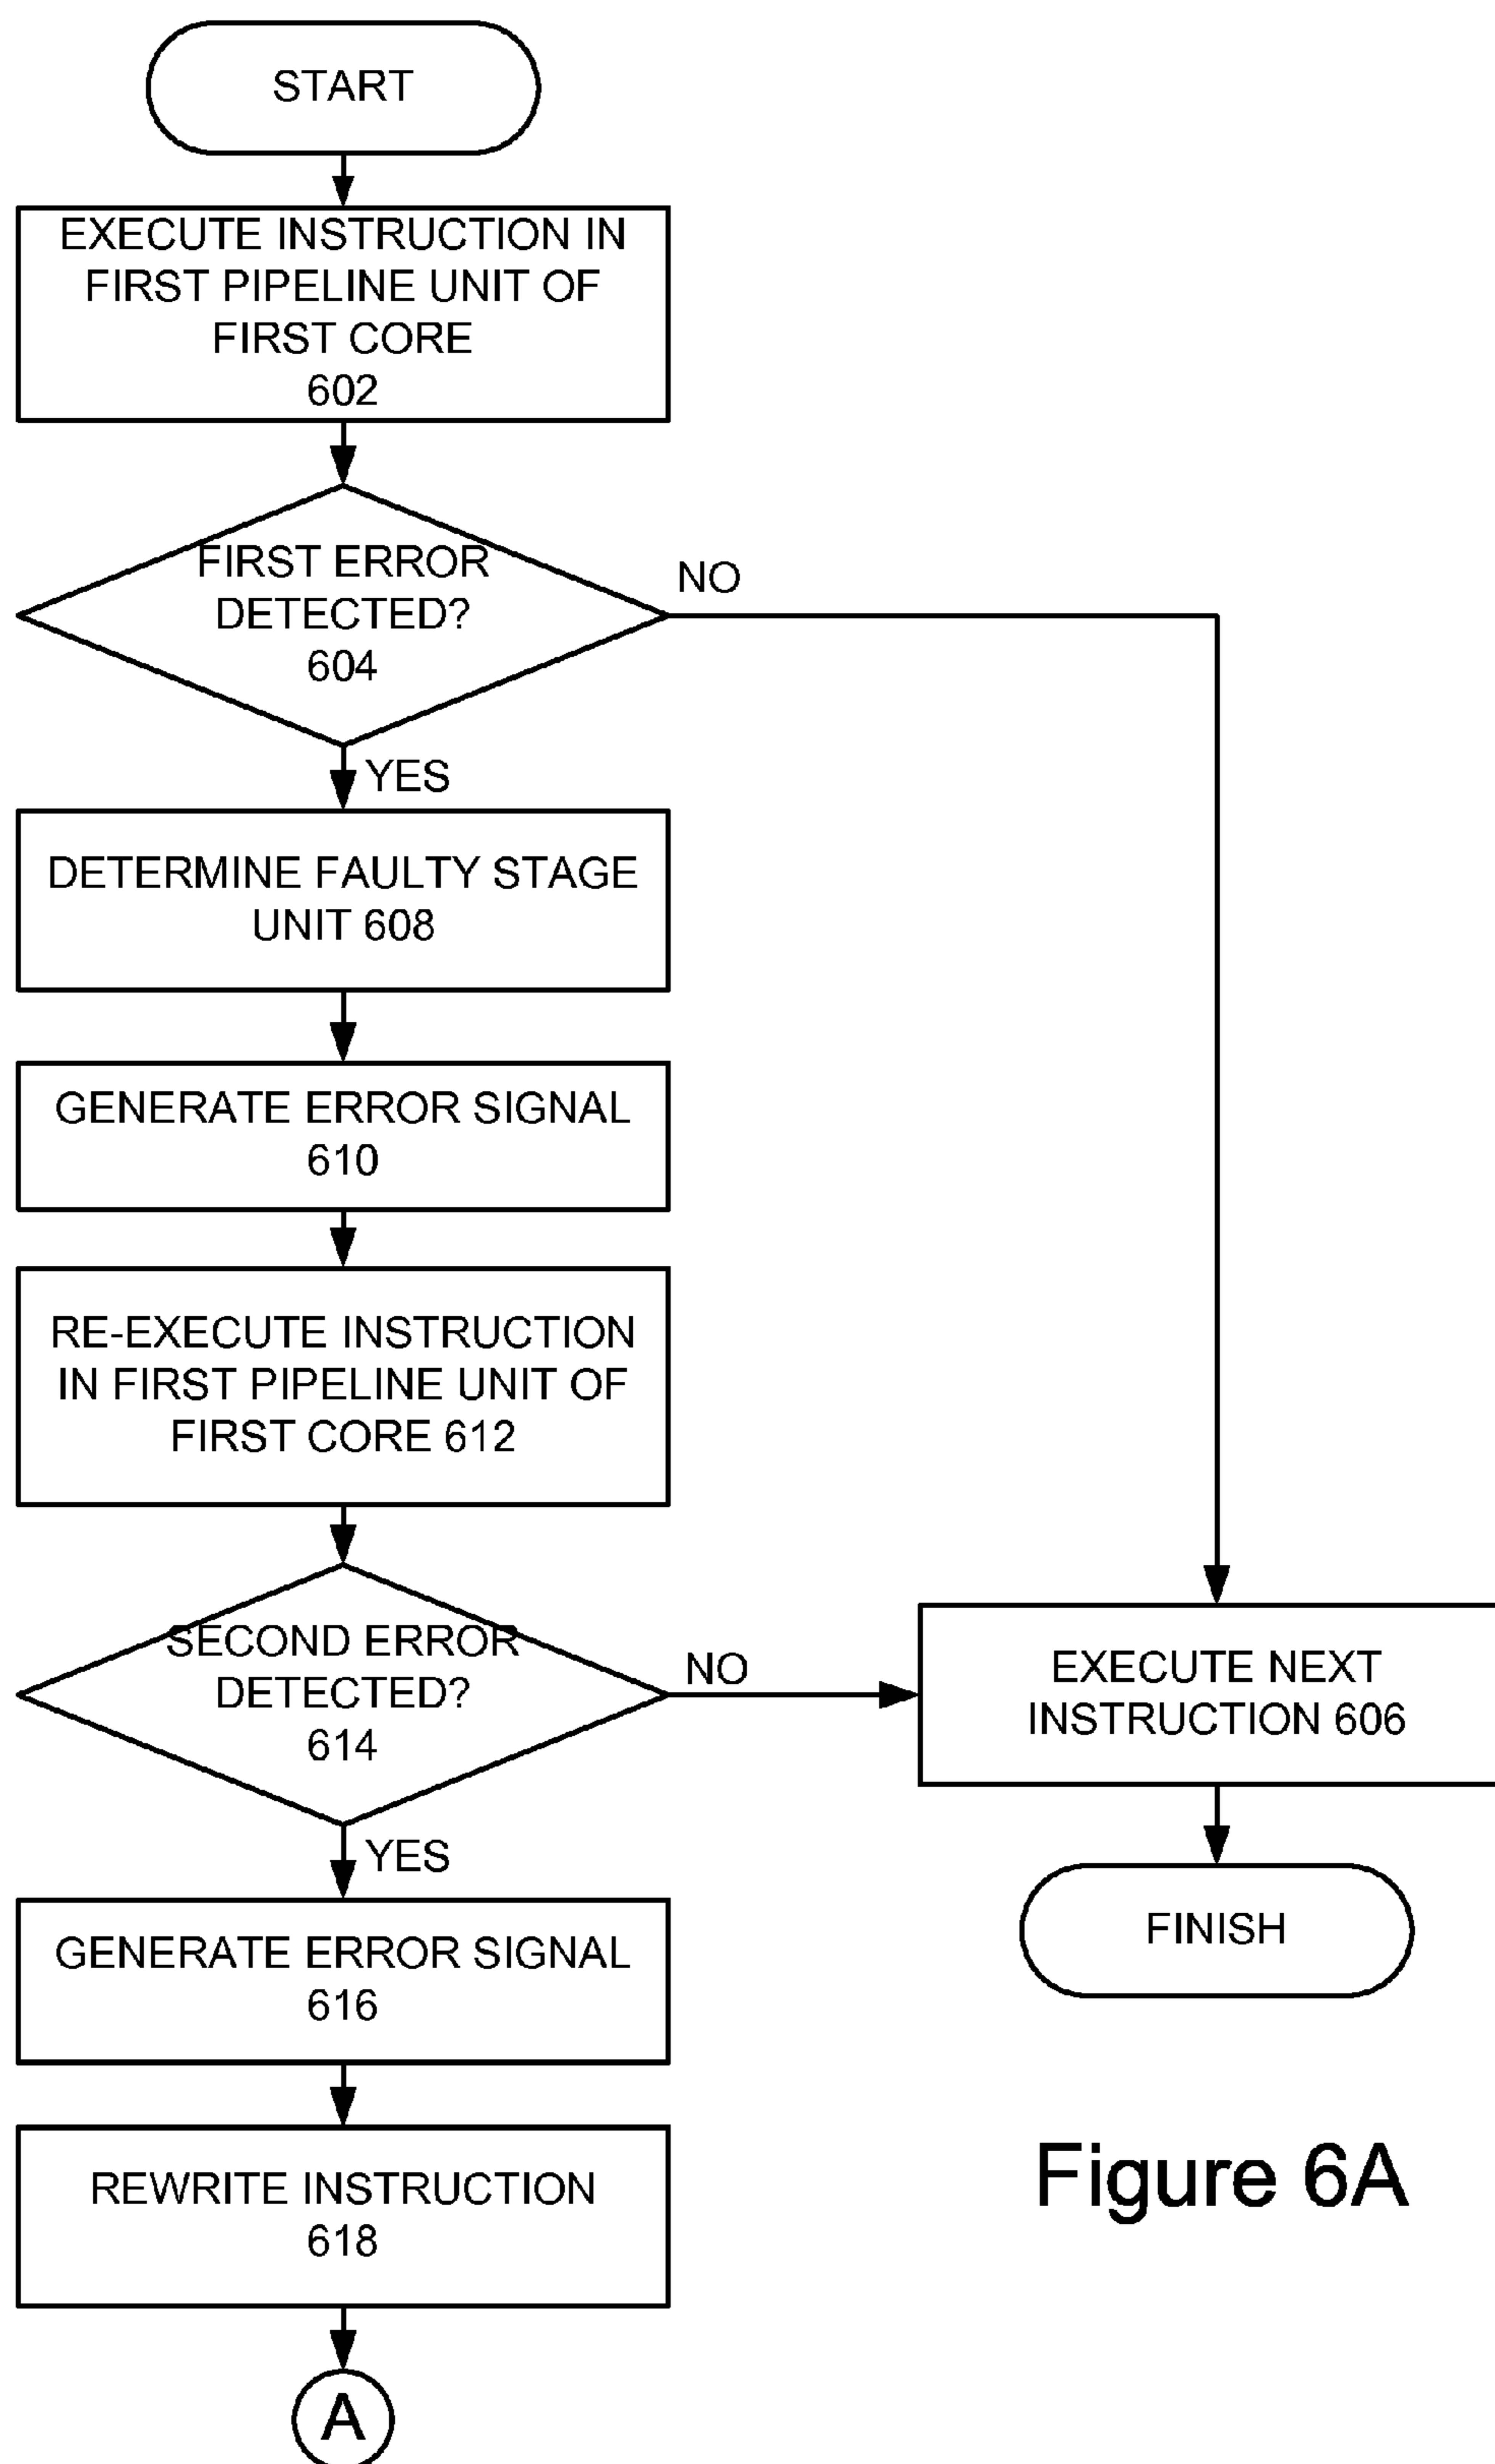 START
EXECUTE INSTRUCTION IN
FIRST PIPELINE UNIT OF
FIRST CORE
602
FIRST ERROR
DETECTED?
604
NO
YES
DETERMINE FAULTY STAGE
UNIT 608
GENERATE ERROR SIGNAL
610
RE-EXECUTE INSTRUCTION
IN FIRST PIPELINE UNIT OF
FIRST CORE 612
SECOND ERROR
DETECTED?
614
NO
EXECUTE NEXT
INSTRUCTION 606
YES
FINISH
GENERATE ERROR SIGNAL
616
REWRITE INSTRUCTION
618
Figure 6A
A